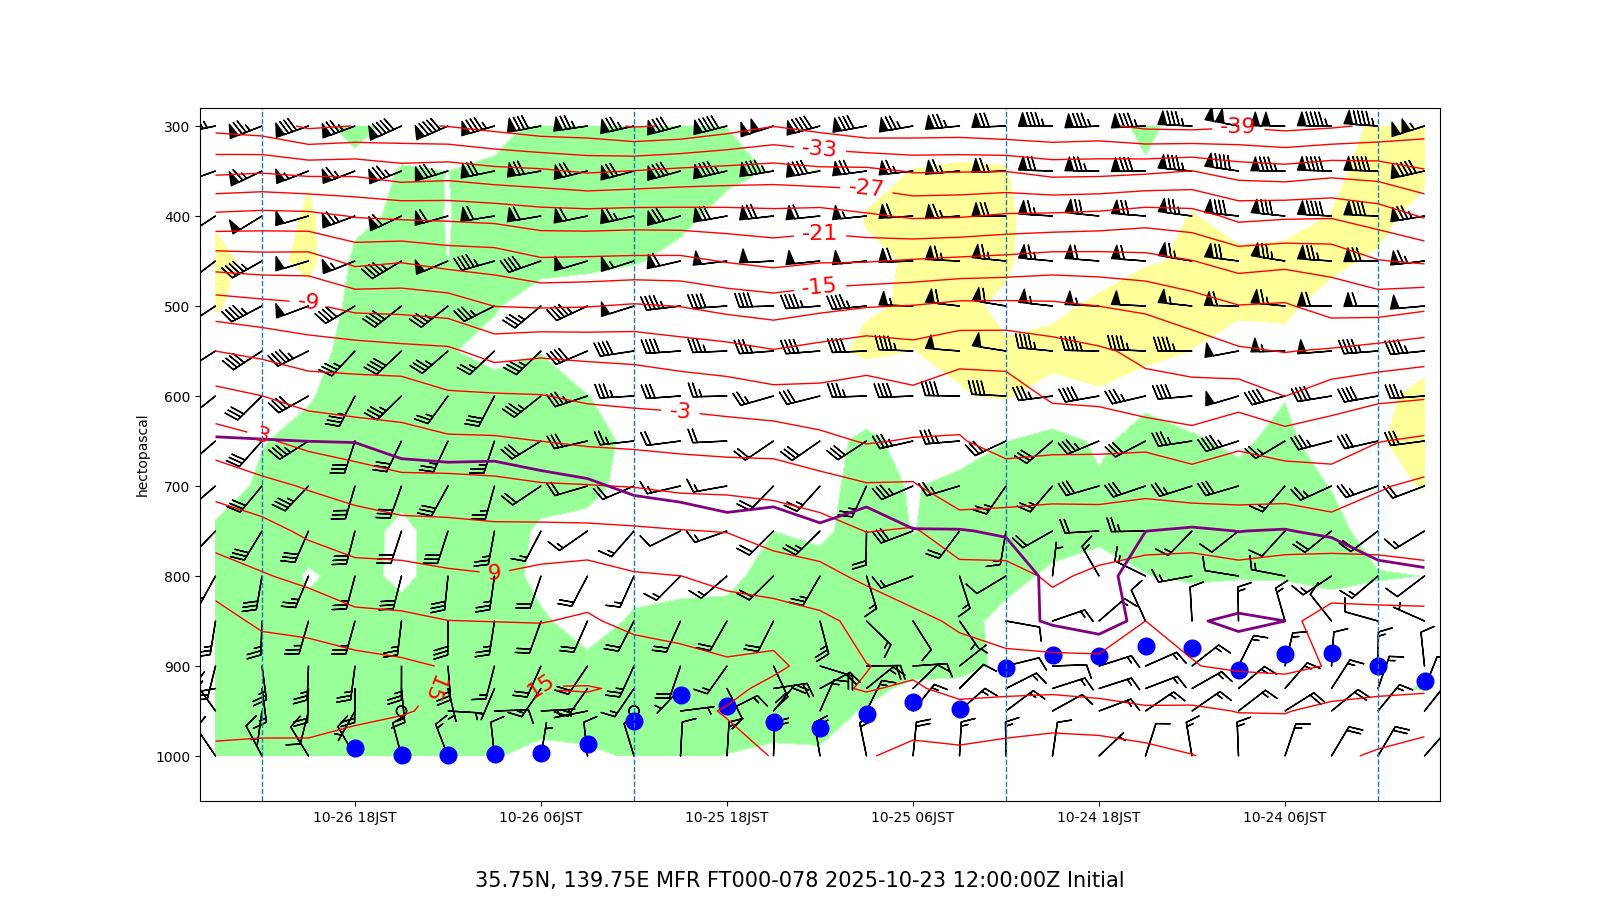 300
400
500
600
700
800
900
1000
hectopascal
-39
-33
-27
-21
-15
-9
-3
3
9
15
15
10-26 18JST
10-26 06JST
10-25 18JST
10-25 06JST
10-24 18JST
10-24 06JST
35.75N, 139.75E MFR FT000-078 2025-10-23 12:00:00Z Initial